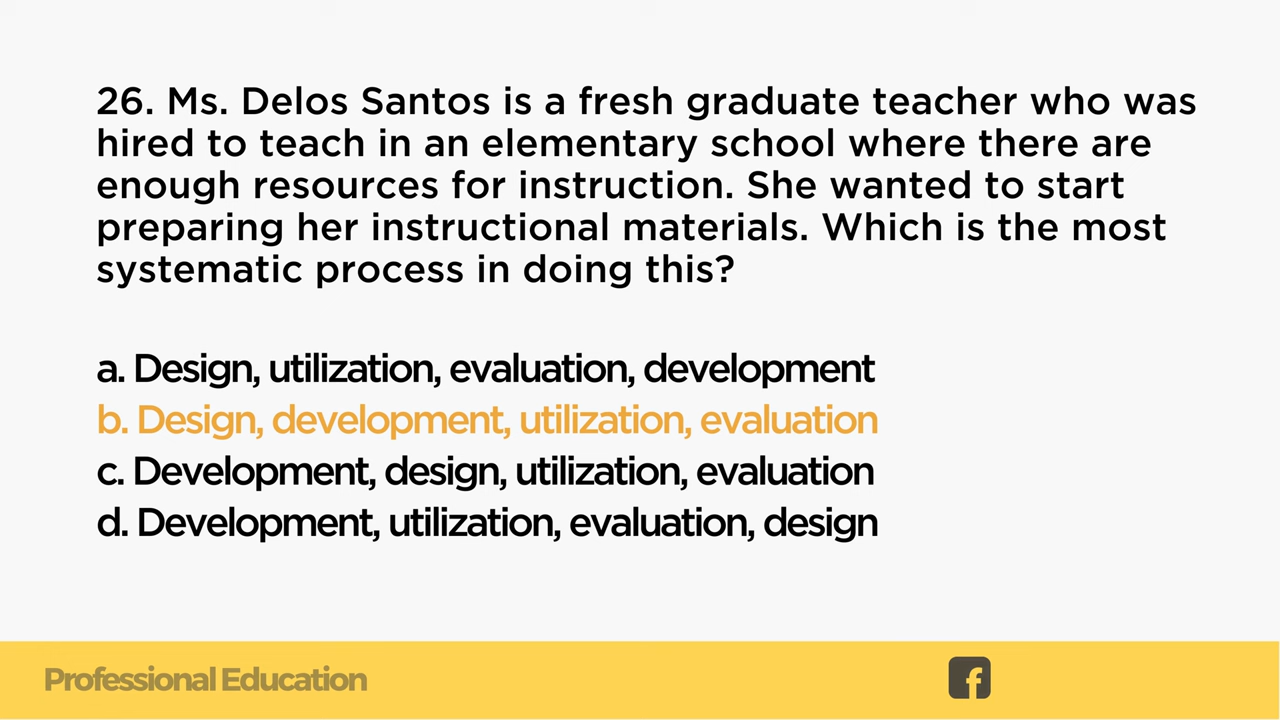 26. Ms. Delos Santos is a fresh graduate teacher who was
hired to teach in an elementary school where there are
enough resources for instruction. She wanted to start
preparing her instructional materials. Which is the most
systematic process in doing this?
a. Design, utilization, evaluation, development
b. Design, development, utilization, evaluation
c. Development, design, utilization, evaluation
d. Development, utilization, evaluation, design
Professional Education